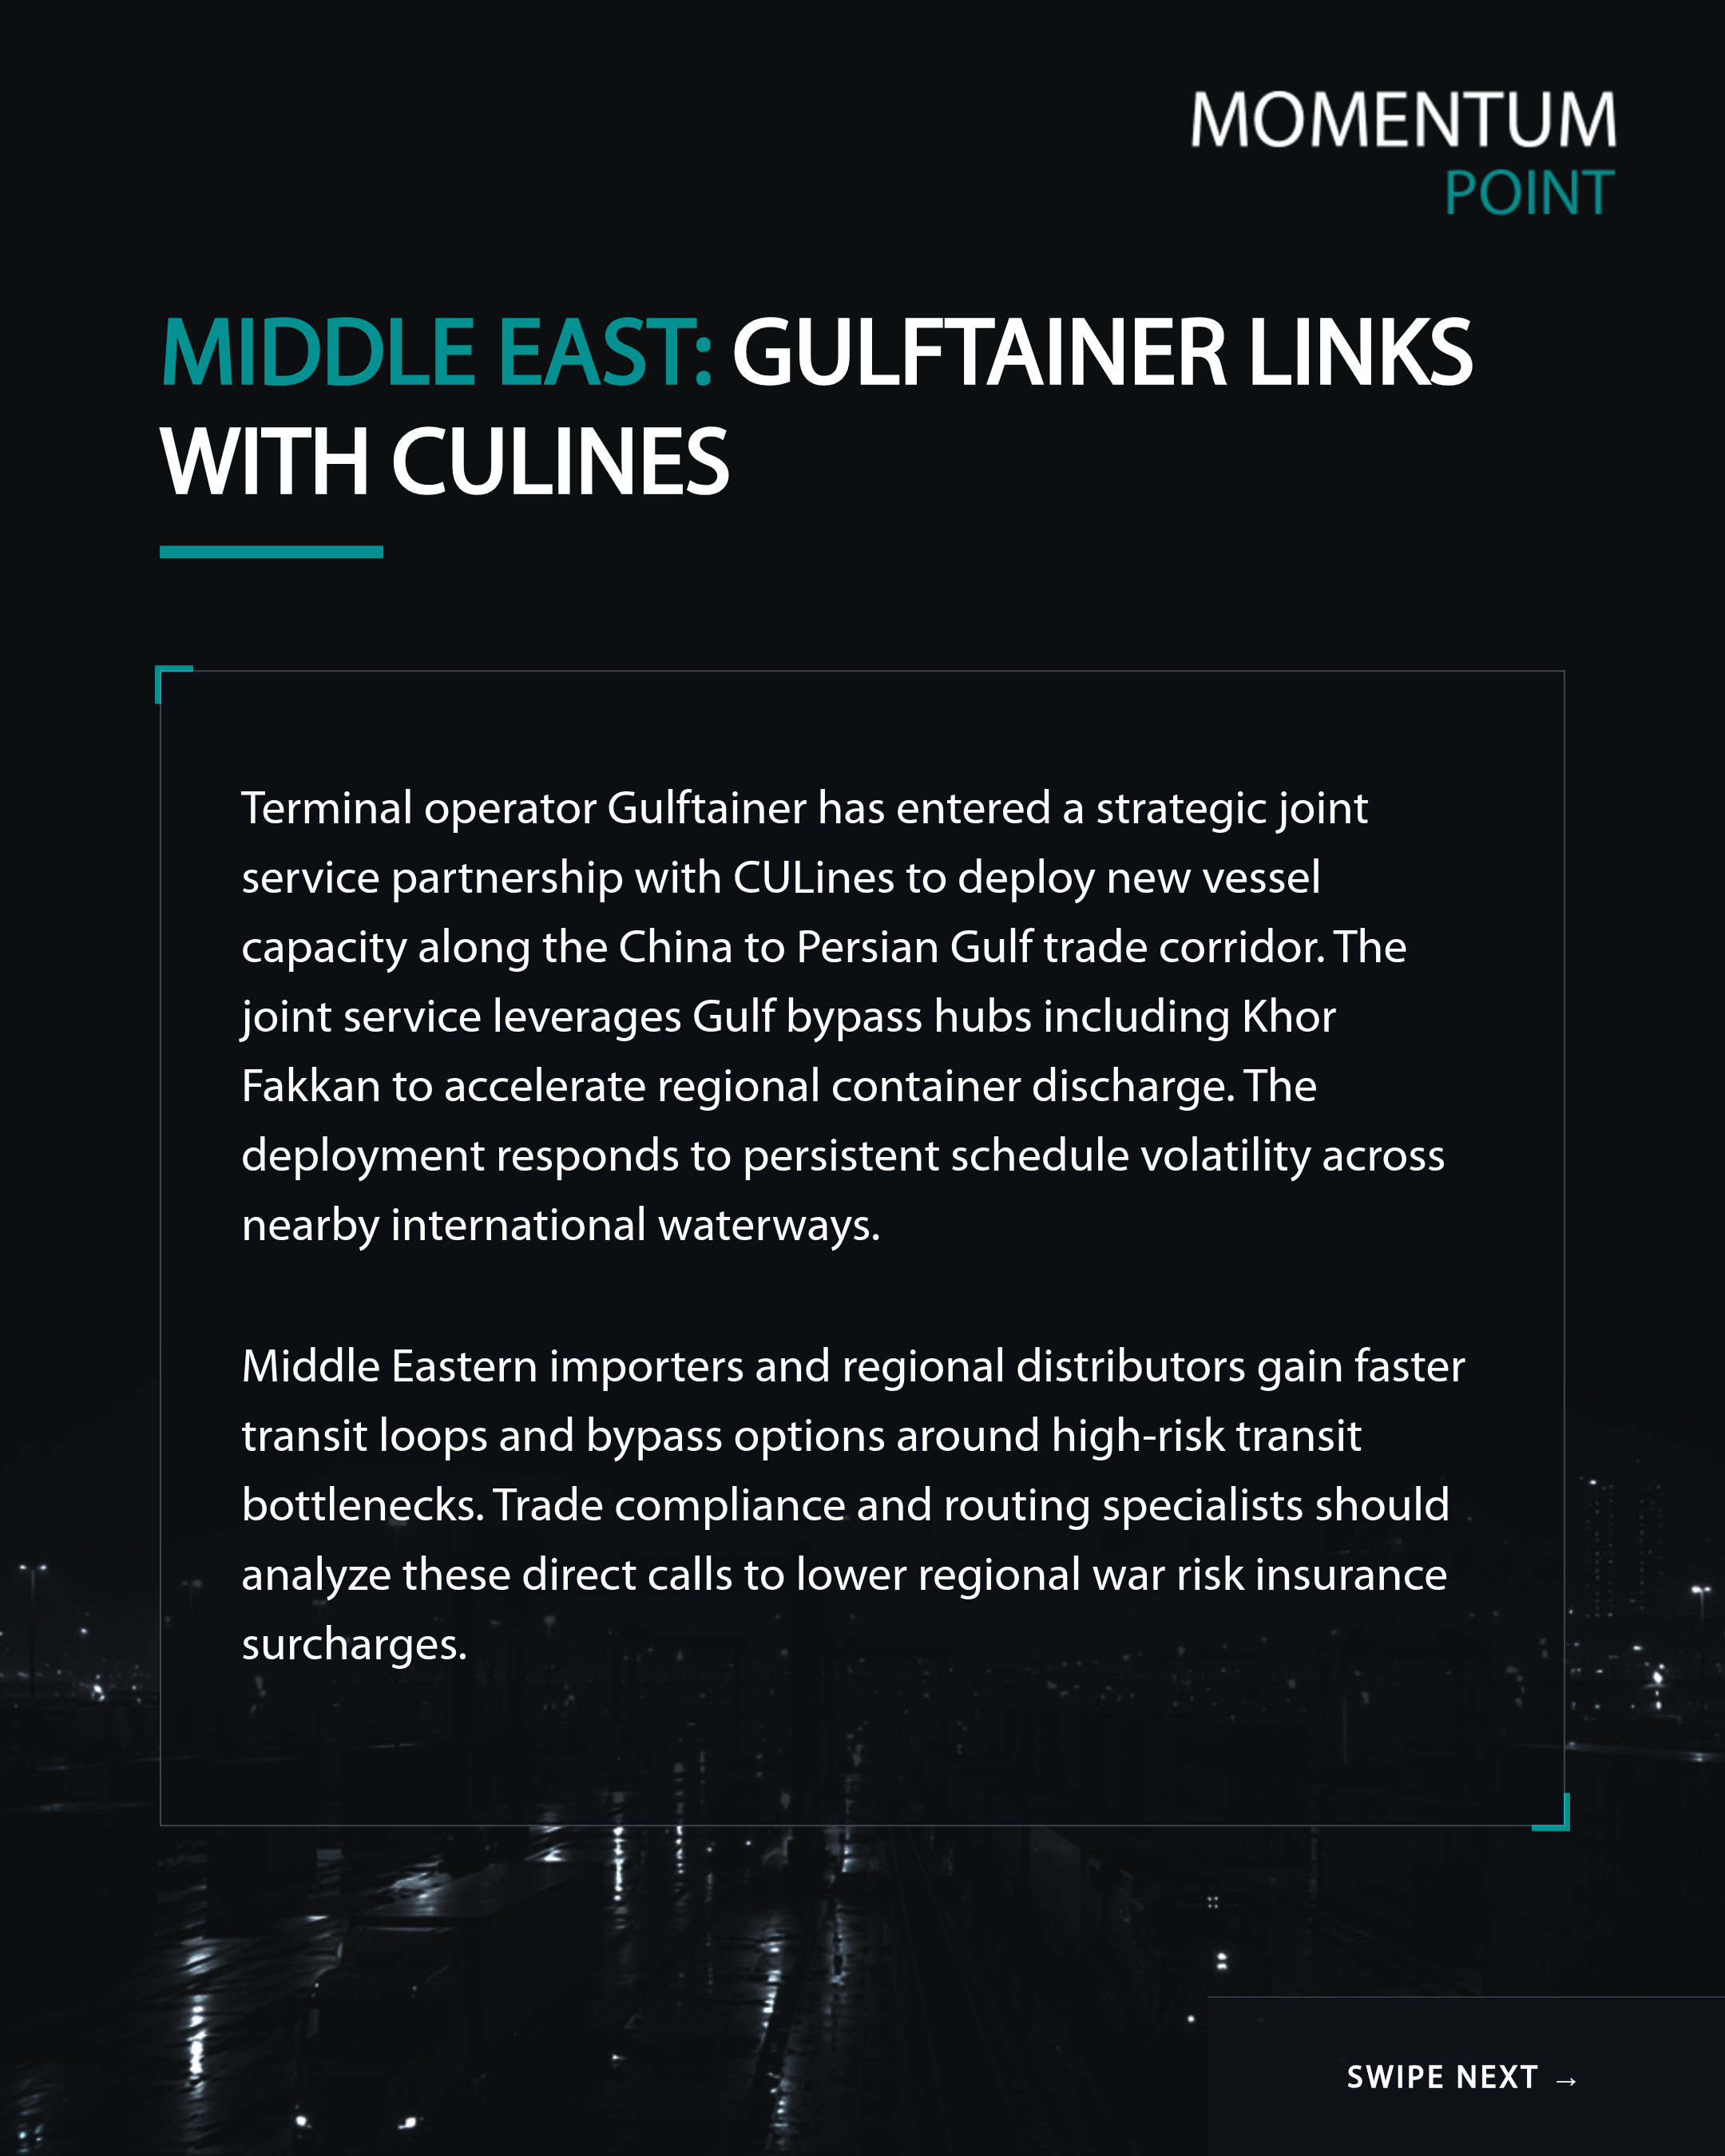 MOMENTUM
POINT
MIDDLE EAST: GULFTAINER LINKS
WITH CULINES
Terminal operator Gulftainer has entered a strategic joint
service partnership with CULines to deploy new vessel
capacity along the China to Persian Gulf trade corridor. The
joint service leverages Gulf bypass hubs including Khor
Fakkan to accelerate regional container discharge. The
deployment responds to persistent schedule volatility across
nearby international waterways.
Middle Eastern importers and regional distributors gain faster
transit loops and bypass options around high-risk transit
bottlenecks. Trade compliance and routing specialists should
analyze these direct calls to lower regional war risk insurance
surcharges.
SWIPE NEXT →